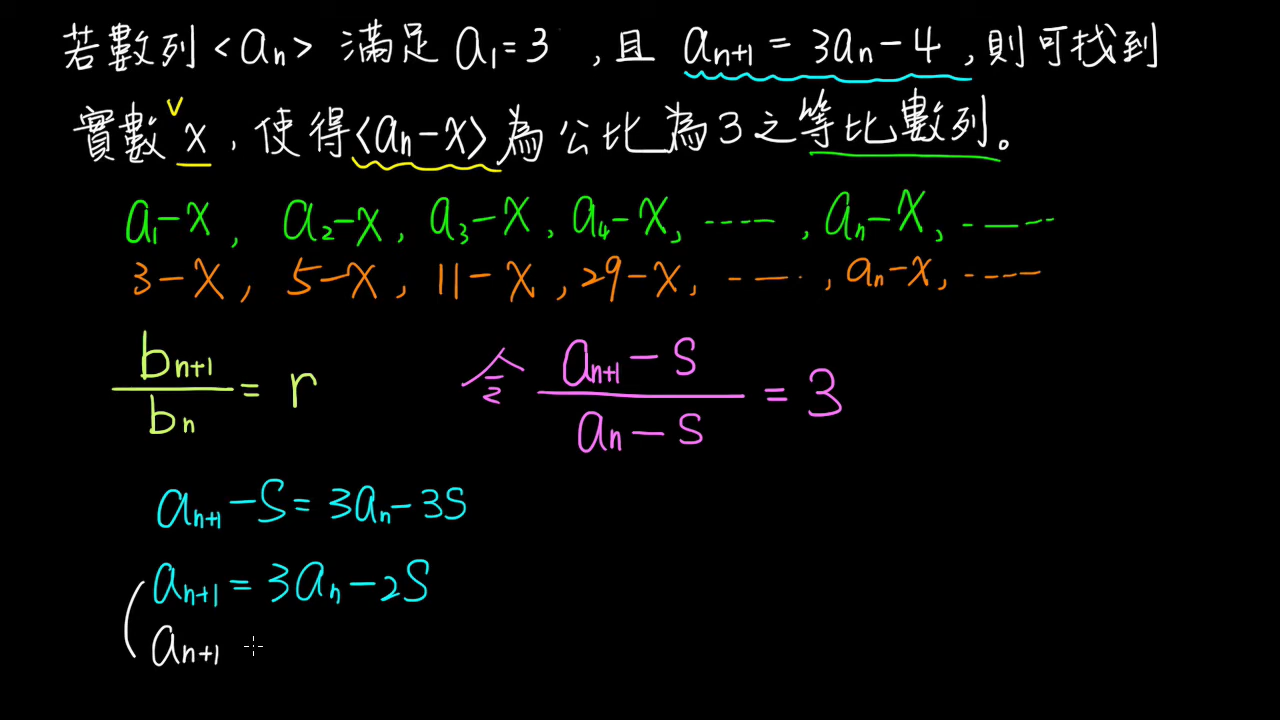 若數列<an> 滿足 a1=3 ,且 an+1 = 3an-4 ,則可找到
實數 x , 使得<an-x>為公比為3之等比數列。
a1-x, a2-x, a3-x, a4-x, ……, an-x, ……
3-x, 5-x, 11-x, 29-x, ……, an-x, ……
bn+1/bn = r 令 (an+1-s)/(an-s) = 3
an+1-s = 3an-3s
an+1 = 3an-2s
an+1